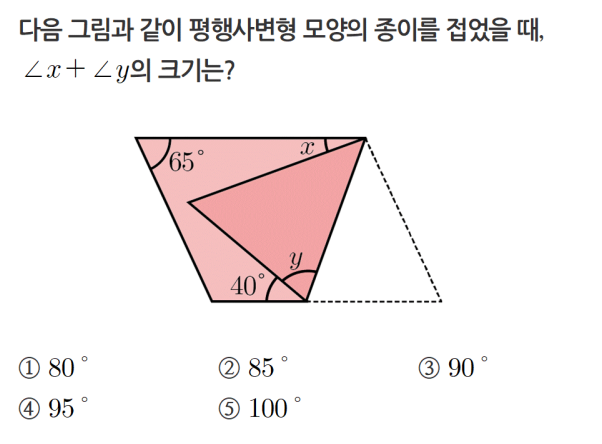 다음 그림과 같이 평행사변형 모양의 종이를 접었을 때,
∠x+∠y의 크기는?
65°
x
y
40°
① 80° ② 85° ③ 90°
④ 95° ⑤ 100°